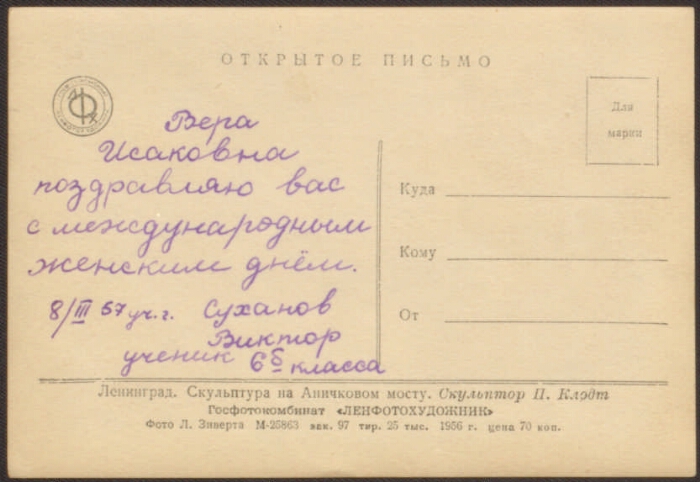 ОТКРЫТОЕ ПИСЬМО
Для
марки
Вера
Исаковна
поздравляю вас
с международным
женским днём.
8/III 57 уч. г. Суханов
Виктор
ученик 6б класса
Куда
Кому
От
Ленинград. Скульптура на Аничковом мосту. Скульптор П. Клодт
Госфотокомбинат «ЛЕНФОТОХУДОЖНИК»
Фото Л. Зиверта М-25863 зак. 97 тир. 25 тыс. 1956 г. цена 70 коп.